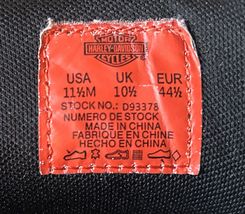 MOTOR
HARLEY-DAVIDSON
CYCLES
USA UK EUR
11½M 10½ 44½
STOCK NO.: D93378
NUMERO DE STOCK
MADE IN CHINA
FABRIQUE EN CHINE
HECHO EN CHINA